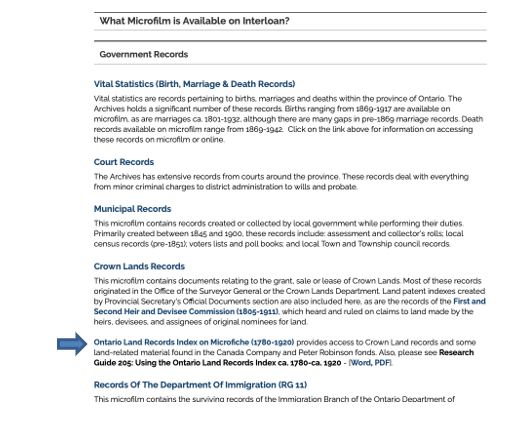 What Microfilm is Available on Interloan?
Government Records
Vital Statistics (Birth, Marriage & Death Records)
Vital statistics are records pertaining to births, marriages and deaths within the province of Ontario. The
Archives holds a significant number of these records. Births ranging from 1869-1917 are available on
microfilm, as are marriages ca. 1801-1932, although there are many gaps in pre-1869 marriage records. Death
records available on microfilm range from 1869-1942. Click on the link above for information on accessing
these records on microfilm or online.
Court Records
The Archives has extensive records from courts around the province. These records deal with everything
from minor criminal charges to district administration to wills and probate.
Municipal Records
This microfilm contains records created or collected by local government while performing their duties.
Primarily created between 1845 and 1900, these records include: assessment and collector's rolls; local
census records (pre-1851); voters lists and poll books; and local Town and Township council records.
Crown Lands Records
This microfilm contains documents relating to the grant, sale or lease of Crown Lands. Most of these records
originated in the Office of the Surveyor General or the Crown Lands Department. Land patent indexes created
by Provincial Secretary's Official Documents section are also included here, as are the records of the First and
Second Heir and Devisee Commission (1805-1911), which heard and ruled on claims to land made by the
heirs, devisees, and assignees of original nominees for land.
Ontario Land Records Index on Microfiche (1780-1920) provides access to Crown Land records and some
land-related material found in the Canada Company and Peter Robinson fonds. Also, please see Research
Guide 205: Using the Ontario Land Records Index ca. 1780-ca. 1920 - [Word, PDF].
Records Of The Department Of Immigration (RG 11)
This microfilm contains the surviving records of the Immigration Branch of the Ontario Department of